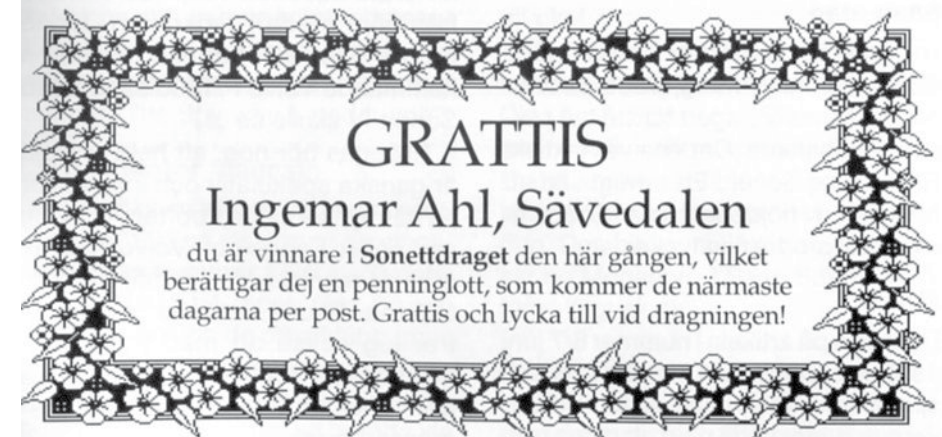 GRATTIS
Ingemar Ahl, Sävedalen
du är vinnare i Sonettdraget den här gången, vilket
berättigar dej en penninglott, som kommer de närmaste
dagarna per post. Grattis och lycka till vid dragningen!